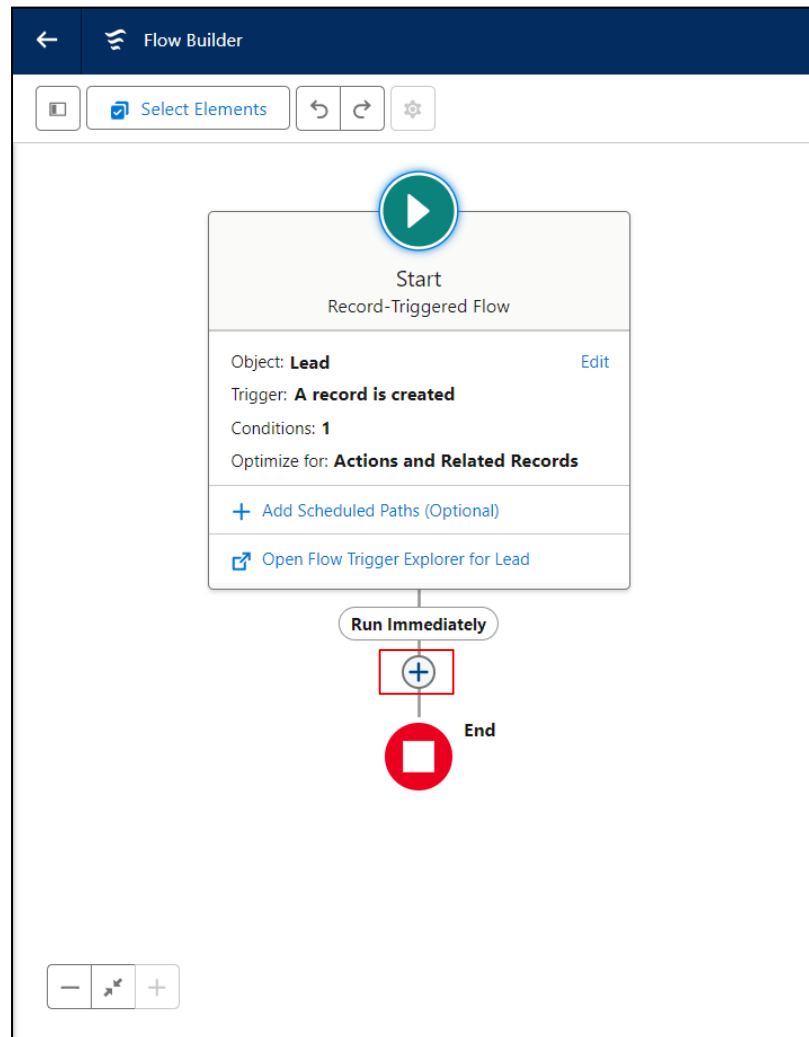 Flow Builder
Select Elements
Start
Record-Triggered Flow
Object: Lead Edit
Trigger: A record is created
Conditions: 1
Optimize for: Actions and Related Records
Add Scheduled Paths (Optional)
Open Flow Trigger Explorer for Lead
Run Immediately
End